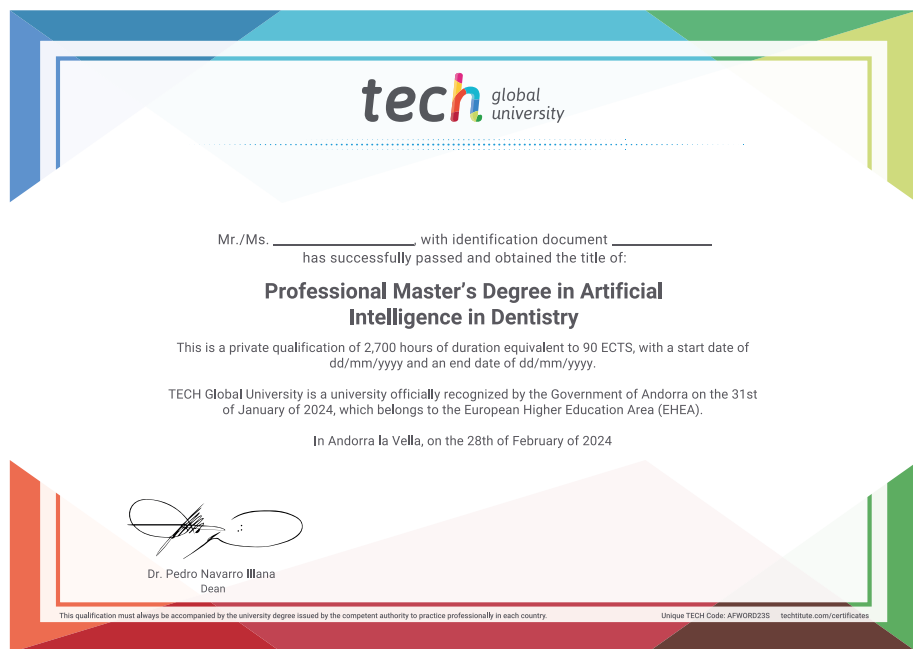 tech global university
Mr./Ms. ____________________, with identification document ______________
has successfully passed and obtained the title of:
Professional Master's Degree in Artificial
Intelligence in Dentistry
This is a private qualification of 2,700 hours of duration equivalent to 90 ECTS, with a start date of
dd/mm/yyyy and an end date of dd/mm/yyyy.
TECH Global University is a university officially recognized by the Government of Andorra on the 31st
of January of 2024, which belongs to the European Higher Education Area (EHEA).
In Andorra la Vella, on the 28th of February of 2024
Dr. Pedro Navarro Illana
Dean
This qualification must always be accompanied by the university degree issued by the competent authority to practice professionally in each country.
Unique TECH Code: AFWORD23S techtitute.com/certificates